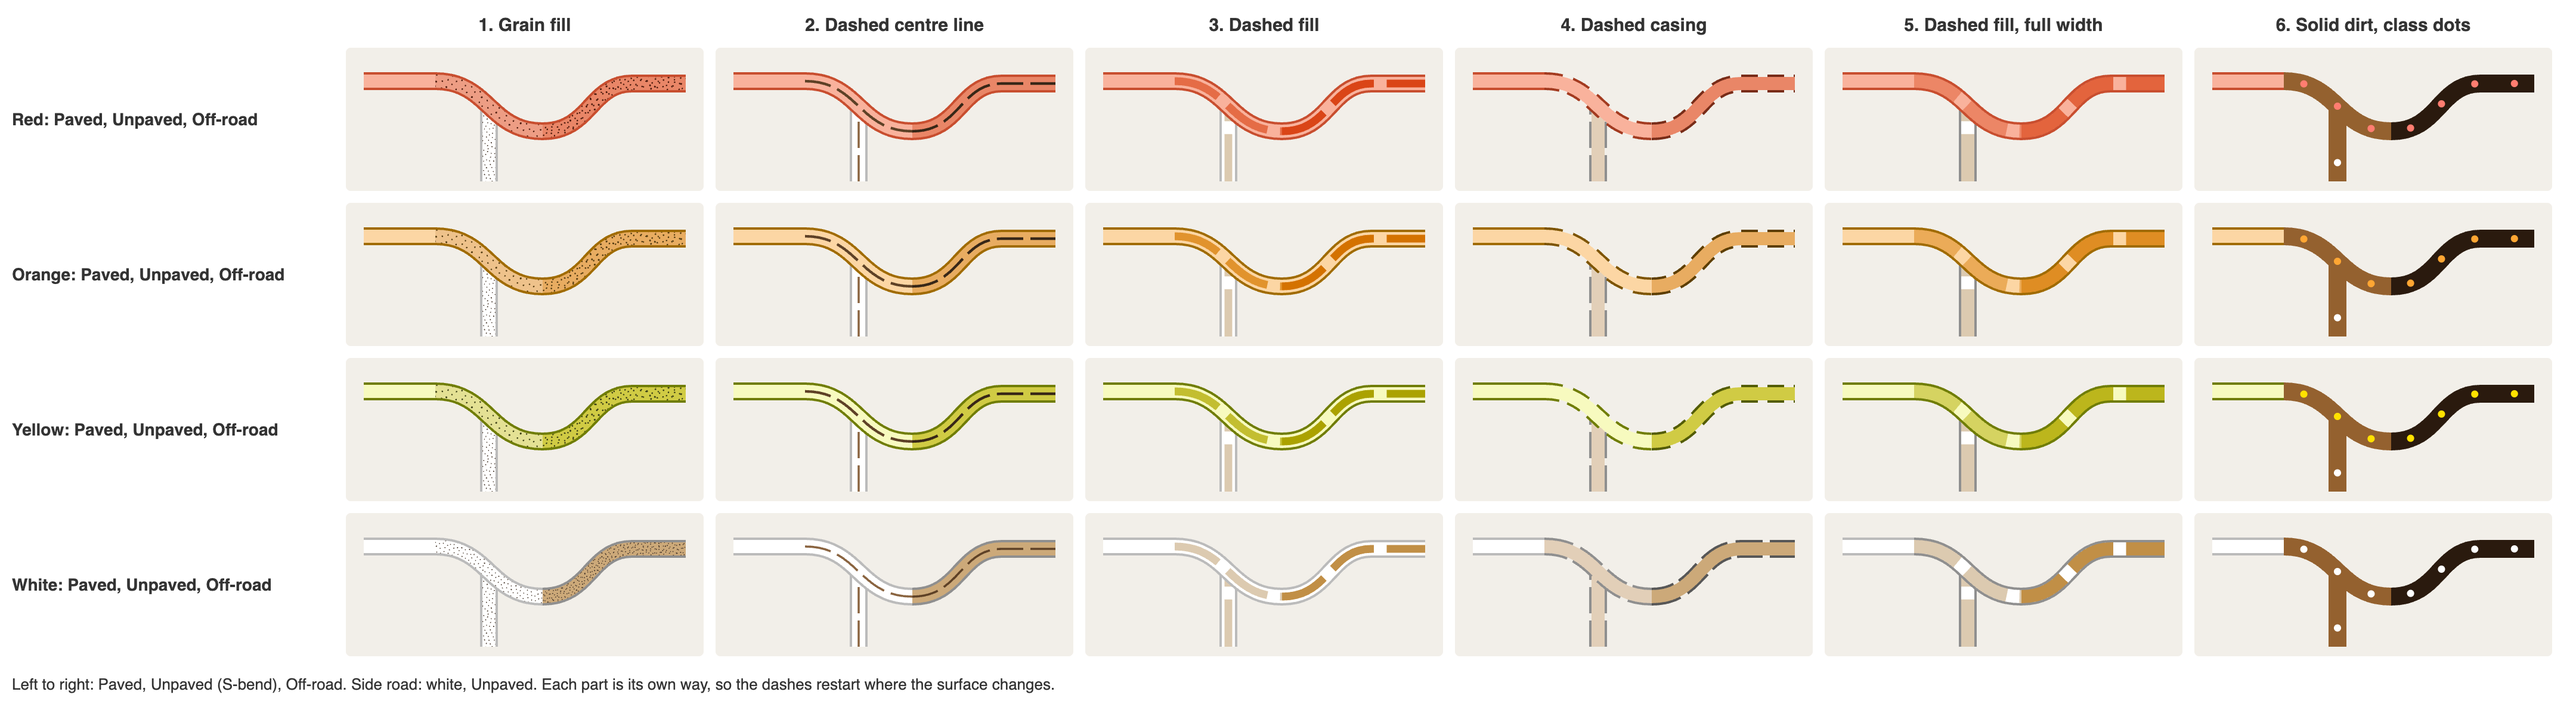 1. Grain fill
2. Dashed centre line
3. Dashed fill
4. Dashed casing
5. Dashed fill, full width
6. Solid dirt, class dots
Red: Paved, Unpaved, Off-road
Orange: Paved, Unpaved, Off-road
Yellow: Paved, Unpaved, Off-road
White: Paved, Unpaved, Off-road
Left to right: Paved, Unpaved (S-bend), Off-road. Side road: white, Unpaved. Each part is its own way, so the dashes restart where the surface changes.